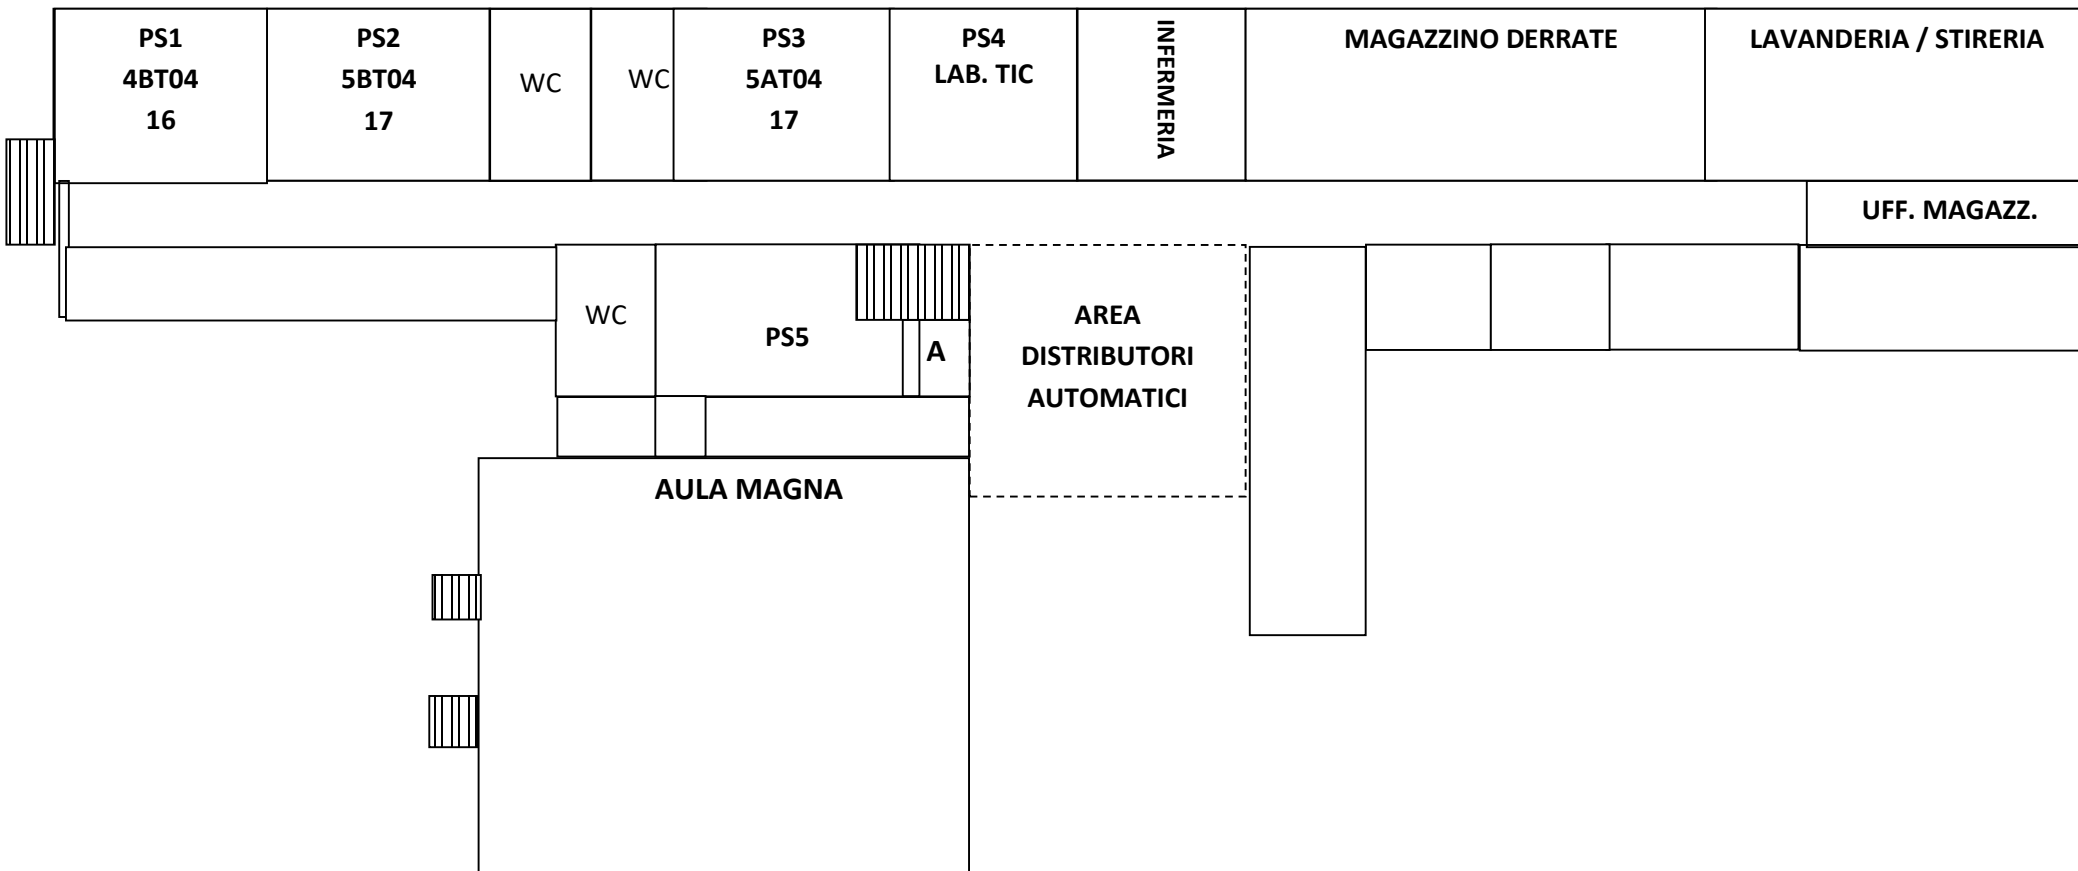 PS1
4BT04
16
PS2
5BT04
17
WC
WC
PS3
5AT04
17
PS4
LAB. TIC
INFERMERIA
MAGAZZINO DERRATE
LAVANDERIA / STIRERIA
UFF. MAGAZZ.
WC
PS5
A
AREA
DISTRIBUTORI
AUTOMATICI
AULA MAGNA